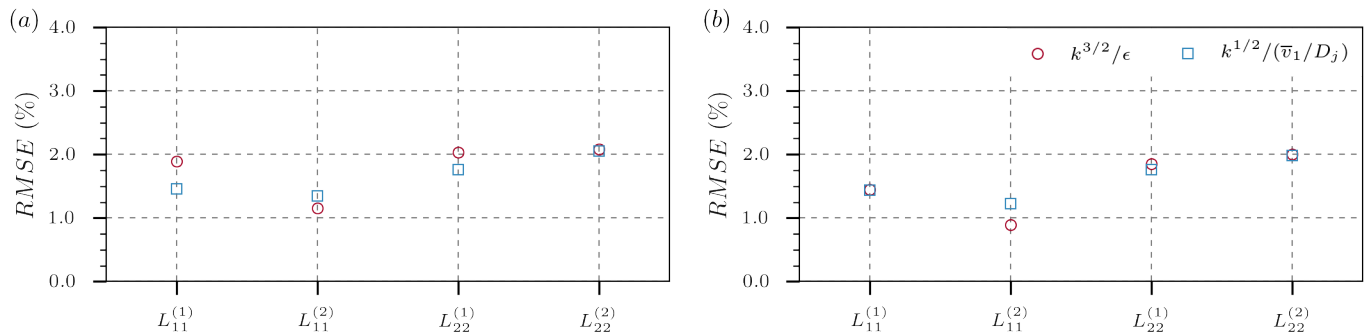 (a)
4.0
3.0
2.0
1.0
0.0
RMSE (%)
L_{11}^{(1)} L_{11}^{(2)} L_{22}^{(1)} L_{22}^{(2)}
(b)
4.0
3.0
2.0
1.0
0.0
RMSE (%)
k^{3/2}/ϵ k^{1/2}/(\overline{v}_1/D_j)
L_{11}^{(1)} L_{11}^{(2)} L_{22}^{(1)} L_{22}^{(2)}